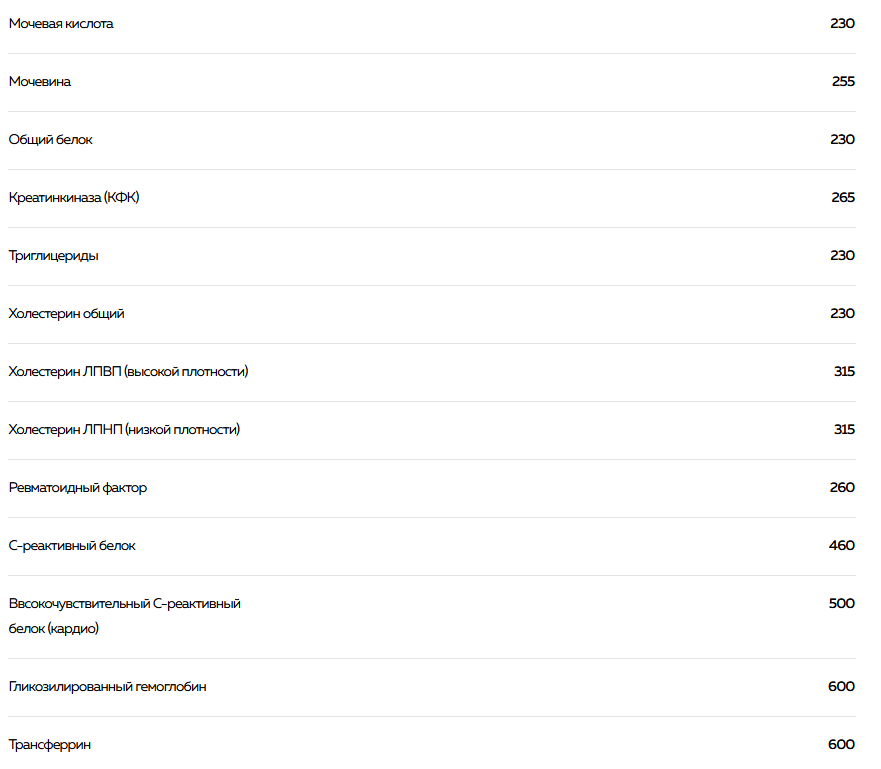 Мочевая кислота 230
Мочевина 255
Общий белок 230
Креатинкиназа (КФК) 265
Триглицериды 230
Холестерин общий 230
Холестерин ЛПВП (высокой плотности) 315
Холестерин ЛПНП (низкой плотности) 315
Ревматоидный фактор 260
С-реактивный белок 460
Ввсокочувствительный С-реактивный 500
белок (кардио)
Гликозилированный гемоглобин 600
Трансферрин 600